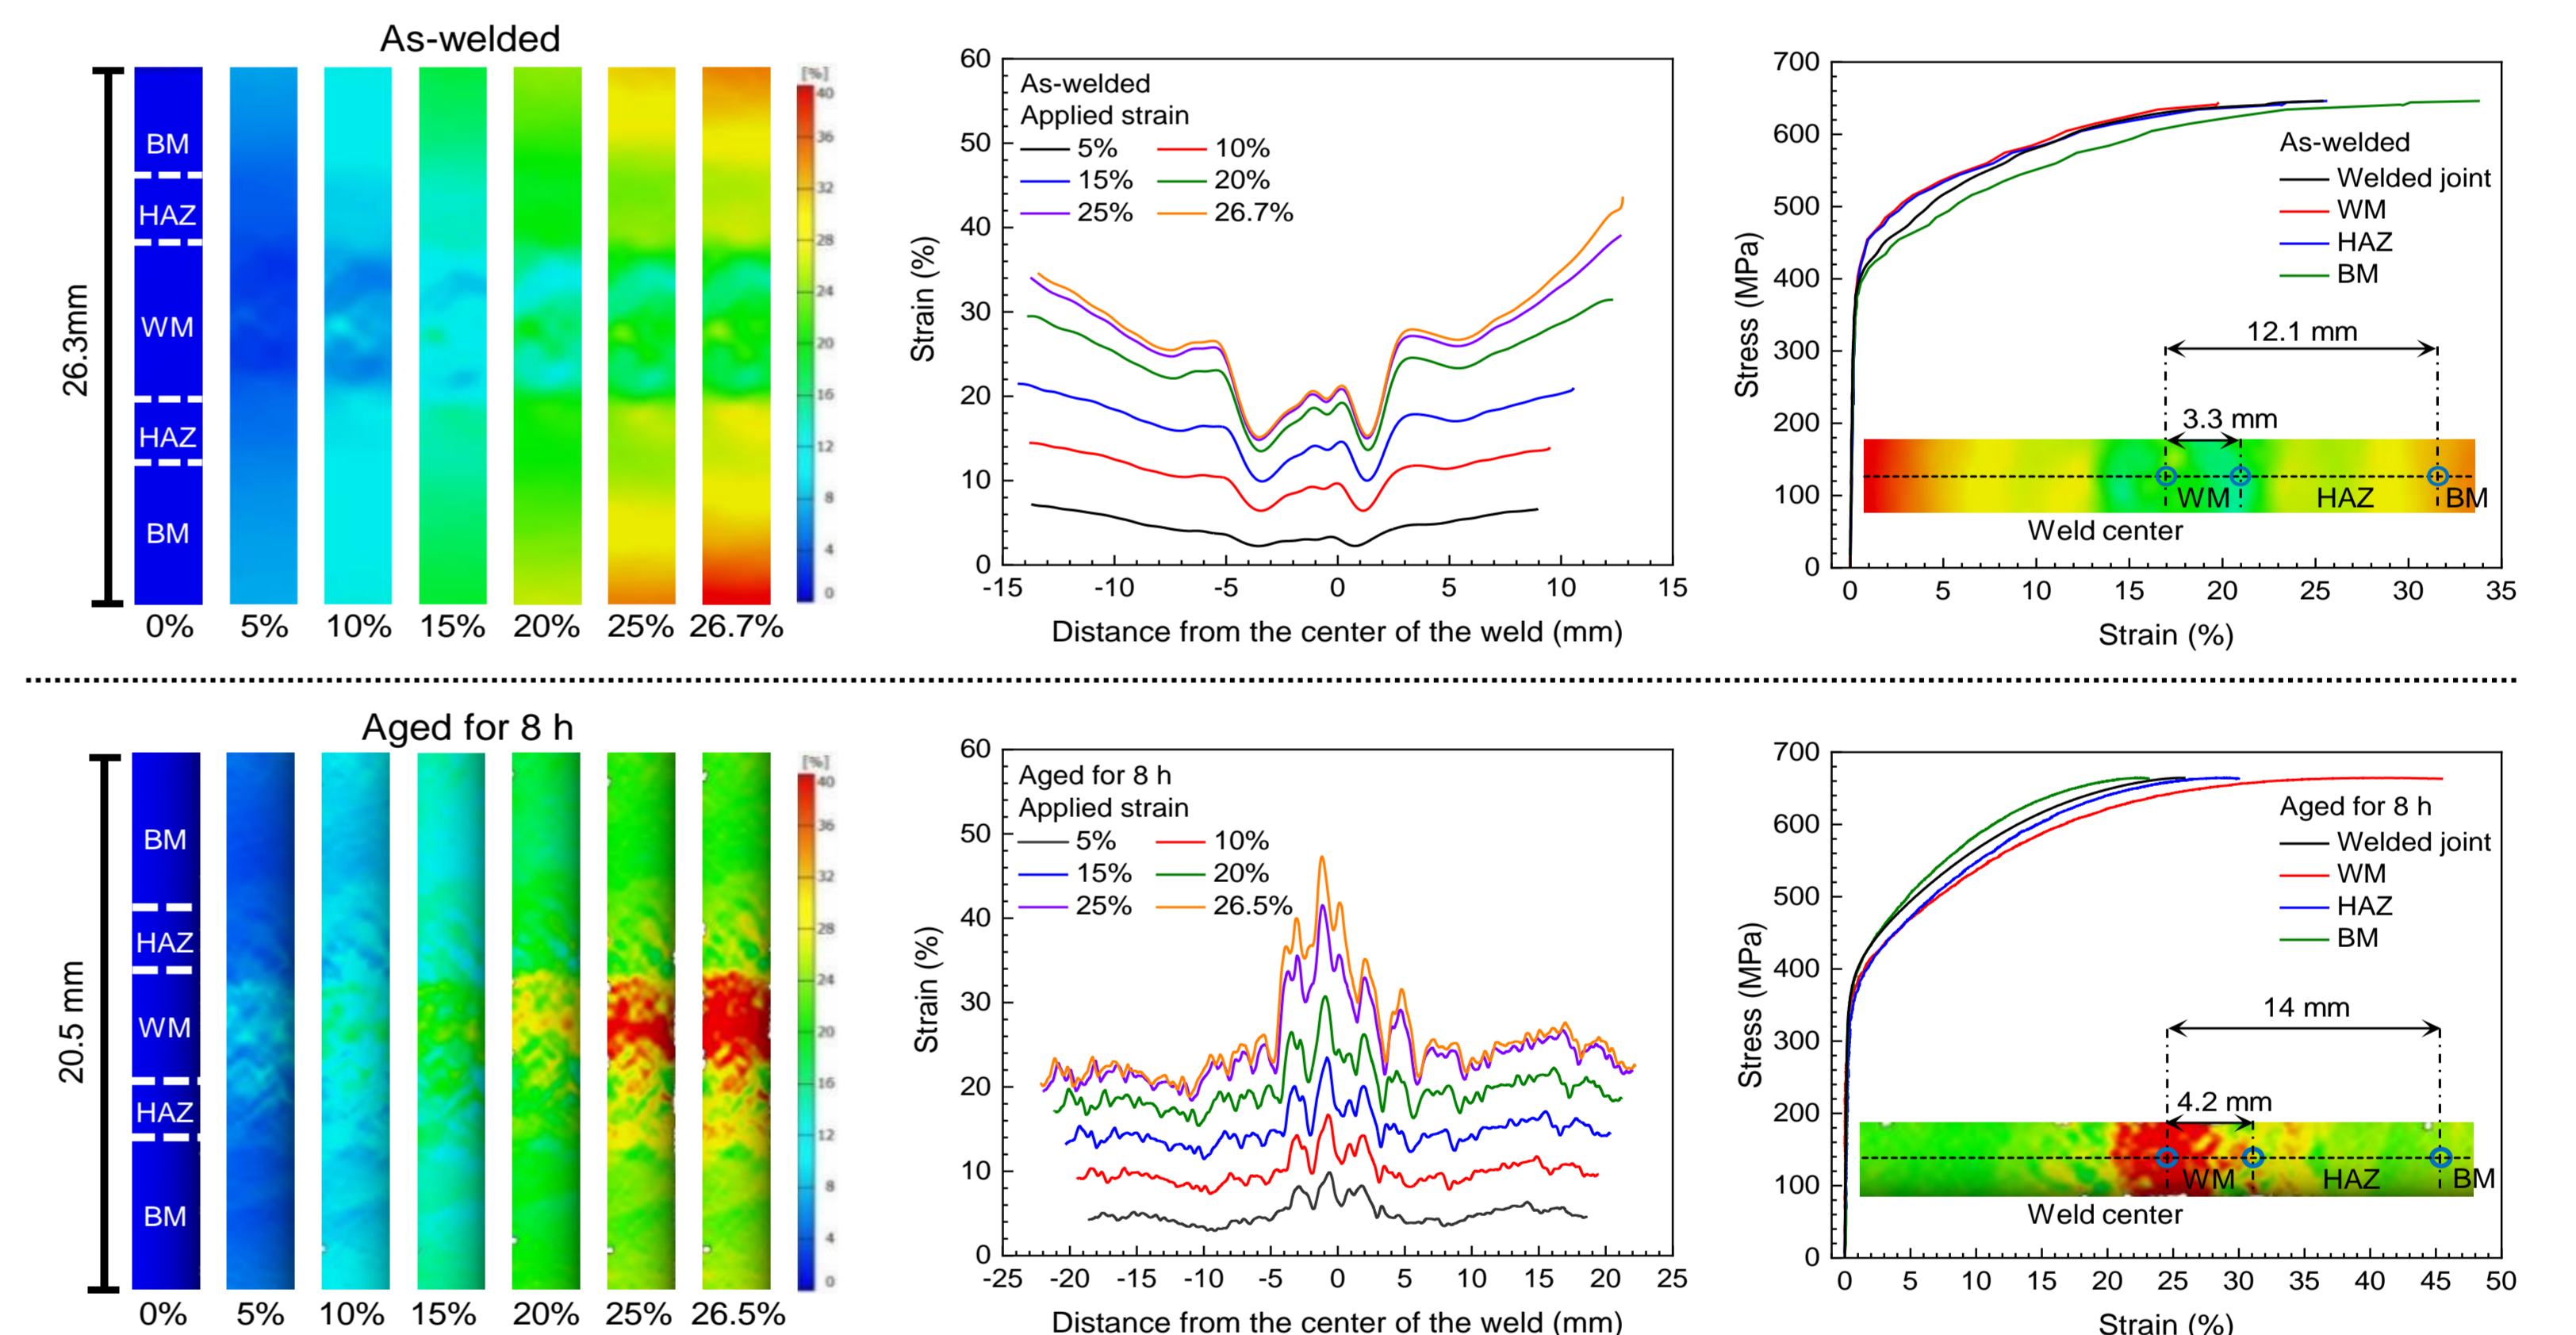 As-welded
26.3mm
BM
HAZ
WM
HAZ
BM
0% 5% 10% 15% 20% 25% 26.7%
[%]
40
36
32
28
24
20
16
12
8
4
0
Strain (%)
60
50
40
30
20
10
0
As-welded
Applied strain
5% 10%
15% 20%
25% 26.7%
-15 -10 -5 0 5 10 15
Distance from the center of the weld (mm)
Stress (MPa)
700
600
500
400
300
200
100
0
As-welded
Welded joint
WM
HAZ
BM
12.1 mm
3.3 mm
WM HAZ BM
Weld center
0 5 10 15 20 25 30 35
Strain (%)
Aged for 8 h
20.5 mm
BM
HAZ
WM
HAZ
BM
0% 5% 10% 15% 20% 25% 26.5%
[%]
40
36
32
28
24
20
16
12
8
4
0
Strain (%)
60
50
40
30
20
10
0
Aged for 8 h
Applied strain
5% 10%
15% 20%
25% 26.5%
-25 -20 -15 -10 -5 0 5 10 15 20 25
Distance from the center of the weld (mm)
Stress (MPa)
700
600
500
400
300
200
100
0
Aged for 8 h
Welded joint
WM
HAZ
BM
14 mm
4.2 mm
WM HAZ BM
Weld center
0 5 10 15 20 25 30 35 40 45 50
Strain (%)